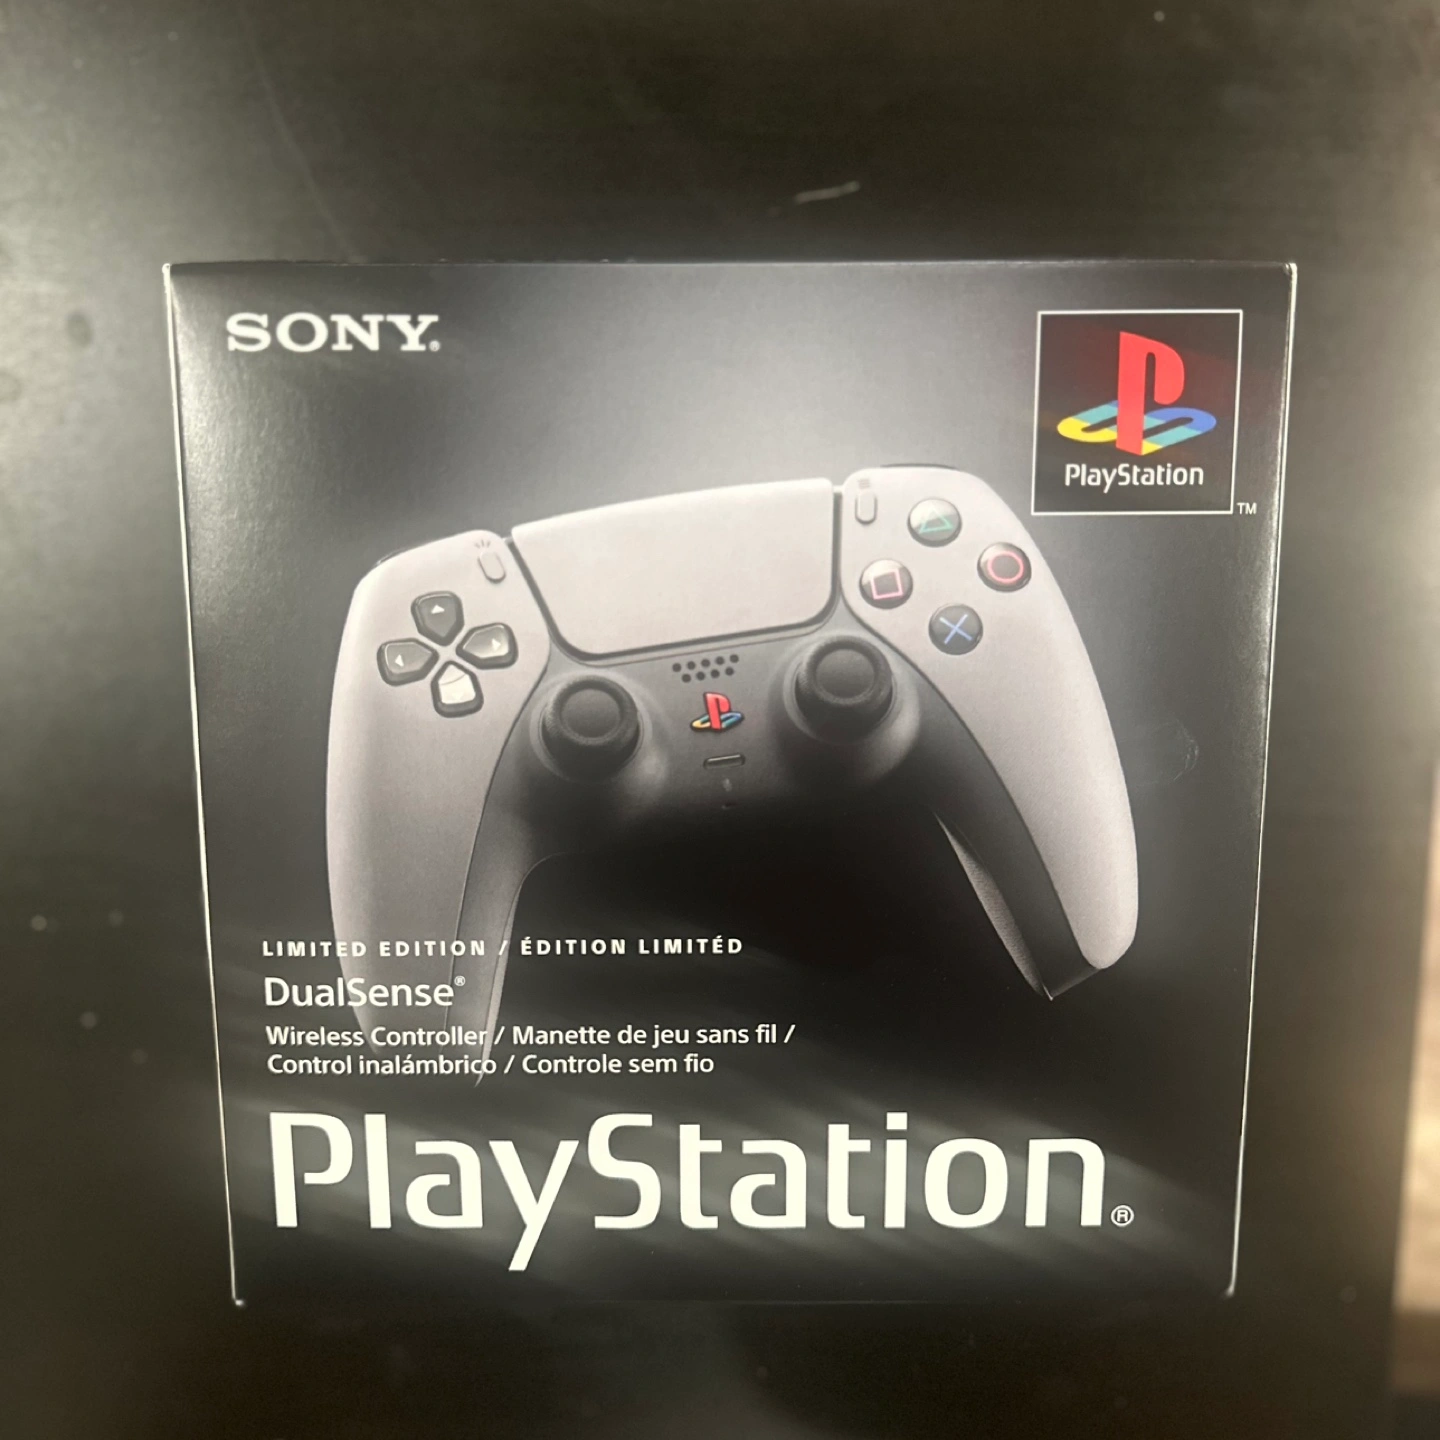 SONY®
PlayStation
TM
LIMITED EDITION / ÉDITION LIMITÉD
DualSense®
Wireless Controller / Manette de jeu sans fil /
Control inalámbrico / Controle sem fio
PlayStation®